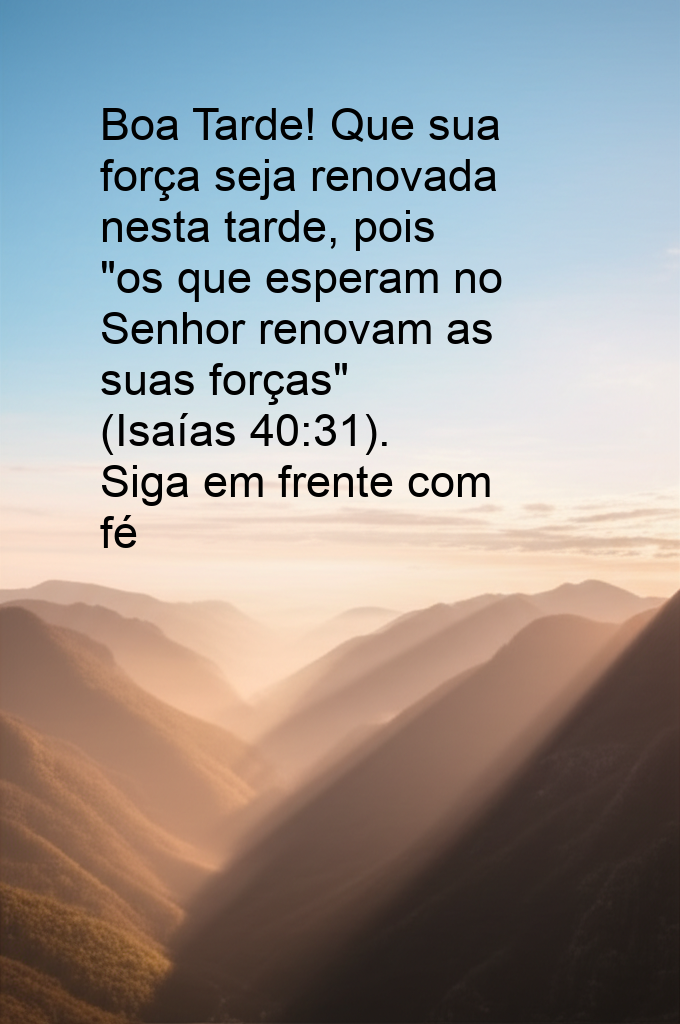 Boa Tarde! Que sua
força seja renovada
nesta tarde, pois
"os que esperam no
Senhor renovam as
suas forças"
(Isaías 40:31).
Siga em frente com
fé